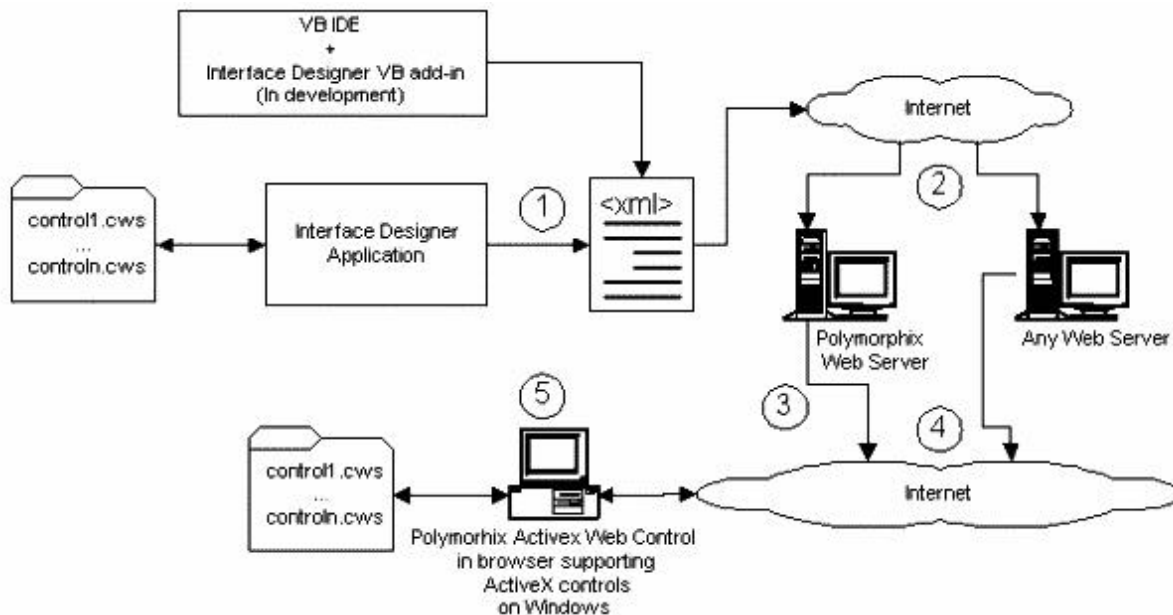 VB IDE
+
Interface Designer VB add-in
(In development)
Internet
2
control1.cws
...
controln.cws
Interface Designer
Application
1
<xml>
Polymorphix
Web Server
Any Web Server
3
4
5
control1.cws
...
controln.cws
Internet
Polymorhix Activex Web Control
in browser supporting
ActiveX controls
on Windows